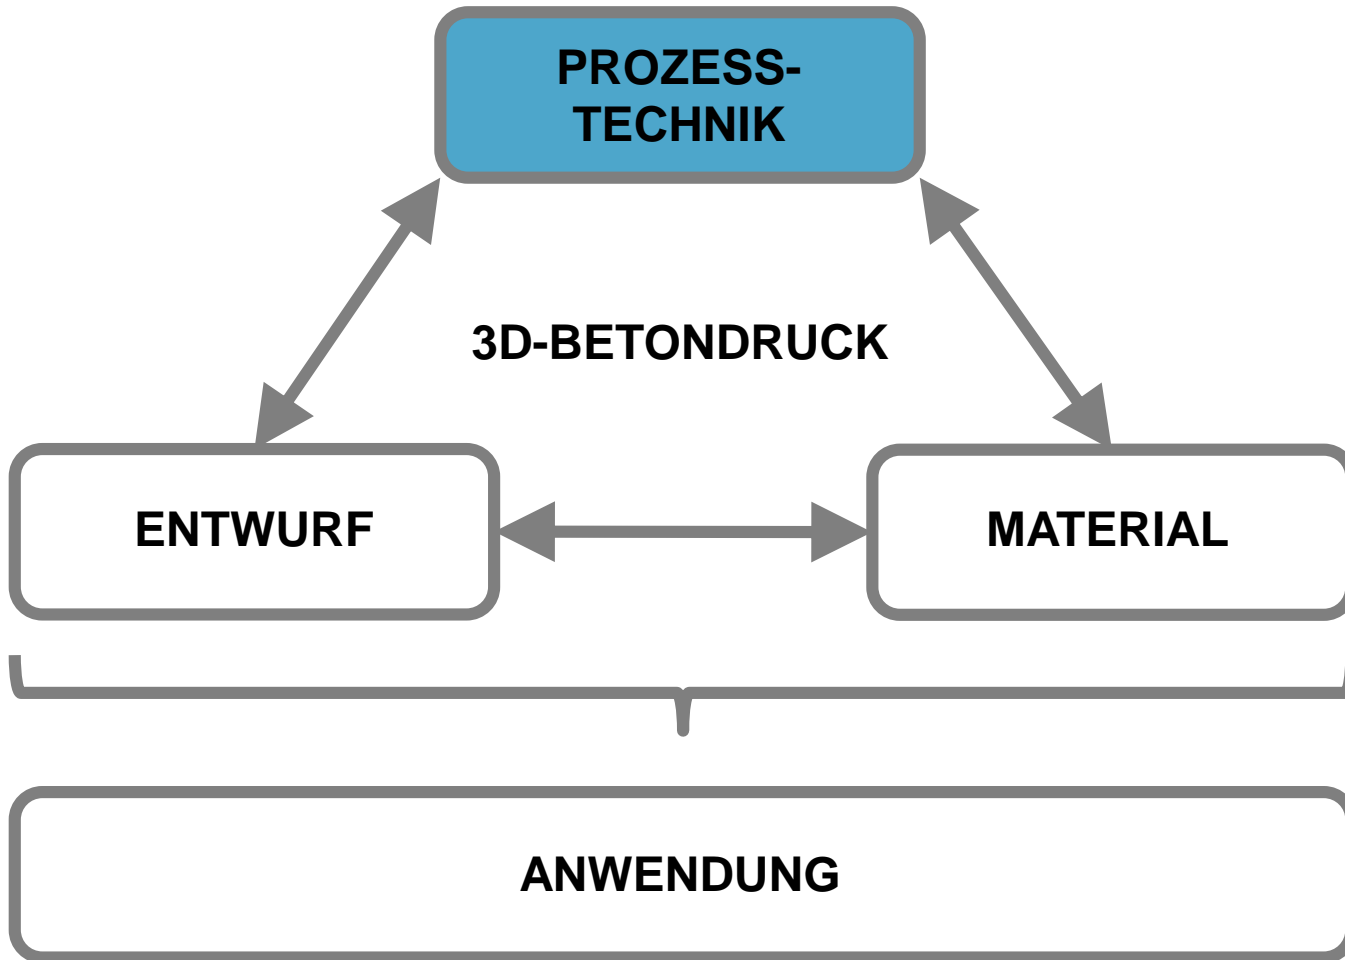 PROZESS-
TECHNIK
3D-BETONDRUCK
ENTWURF
MATERIAL
ANWENDUNG